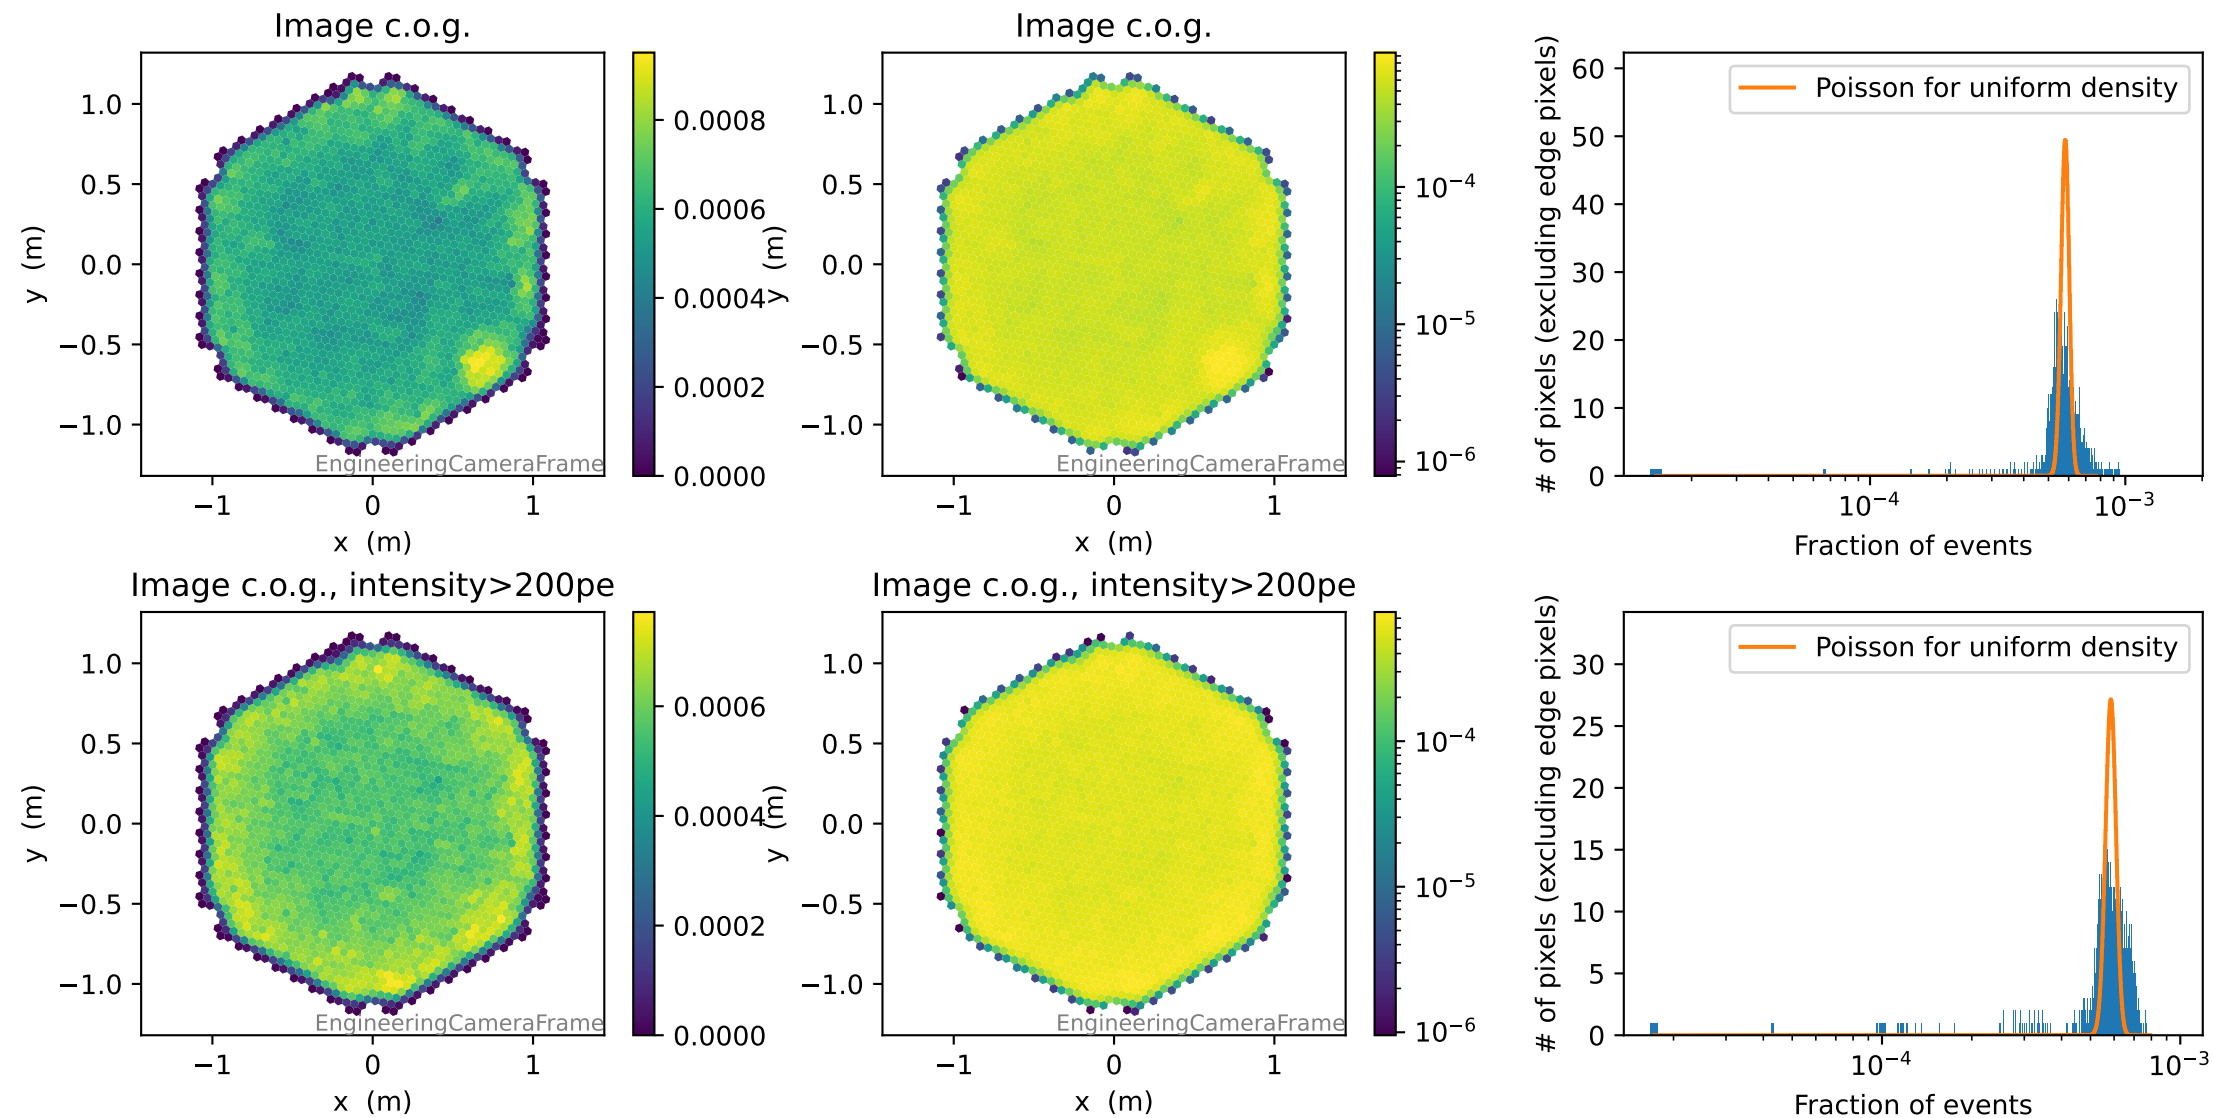 Image c.o.g.
1.0
0.5
0.0
−0.5
−1.0
y (m)
−1
0
1
x (m)
EngineeringCameraFrame
0.0008
0.0006
0.0004
0.0002
0.0000
Image c.o.g.
1.0
0.5
0.0
−0.5
−1.0
y (m)
−1
0
1
x (m)
EngineeringCameraFrame
10⁻⁴
10⁻⁵
10⁻⁶
Poisson for uniform density
60
50
40
30
20
10
0
# of pixels (excluding edge pixels)
10⁻⁴
10⁻³
Fraction of events
Image c.o.g., intensity>200pe
1.0
0.5
0.0
−0.5
−1.0
y (m)
−1
0
1
x (m)
EngineeringCameraFrame
0.0006
0.0004
0.0002
0.0000
Image c.o.g., intensity>200pe
1.0
0.5
0.0
−0.5
−1.0
y (m)
−1
0
1
x (m)
EngineeringCameraFrame
10⁻⁴
10⁻⁵
10⁻⁶
Poisson for uniform density
30
25
20
15
10
5
0
# of pixels (excluding edge pixels)
10⁻⁴
10⁻³
Fraction of events